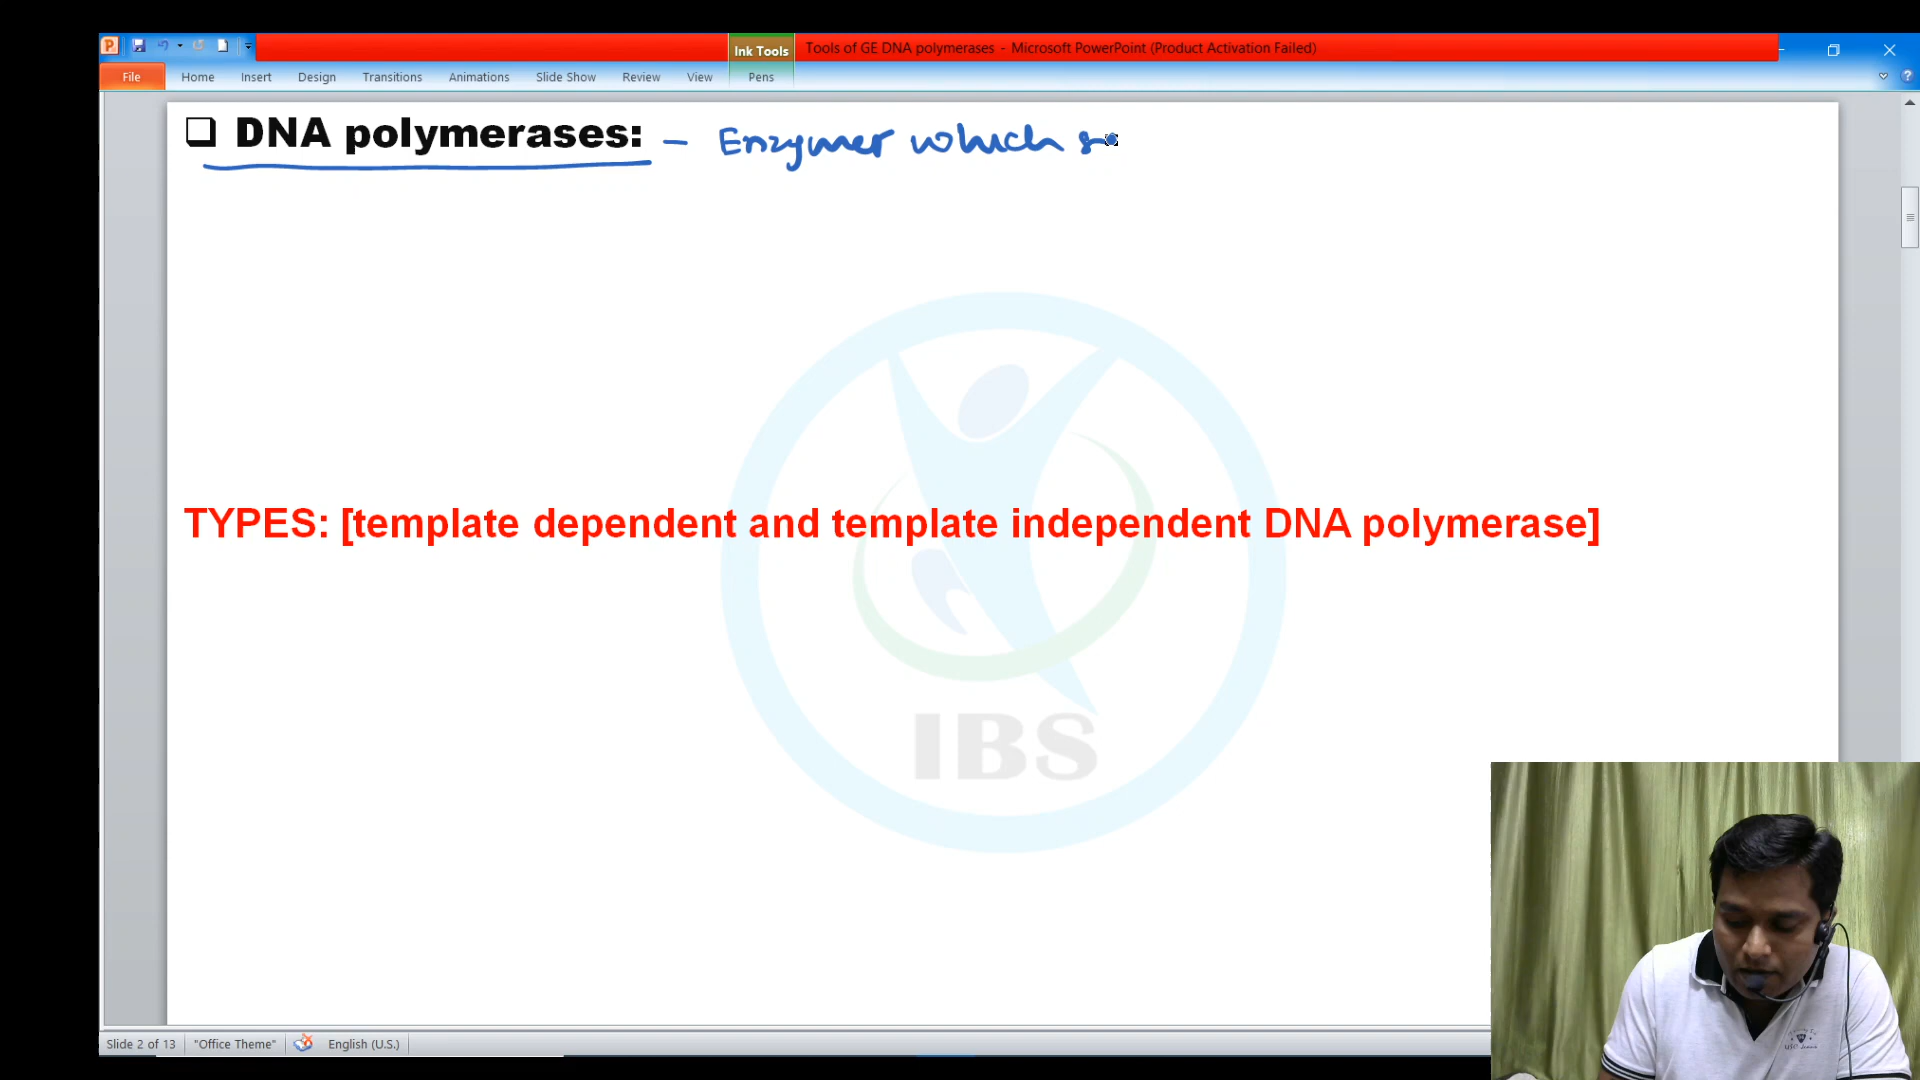 Ink Tools Tools of GE DNA polymerases - Microsoft PowerPoint (Product Activation Failed)
File Home Insert Design Transitions Animations Slide Show Review View Pens
DNA polymerases: - Enzymes which
TYPES: [template dependent and template independent DNA polymerase]
IBS
Slide 2 of 13 "Office Theme" English (U.S.)